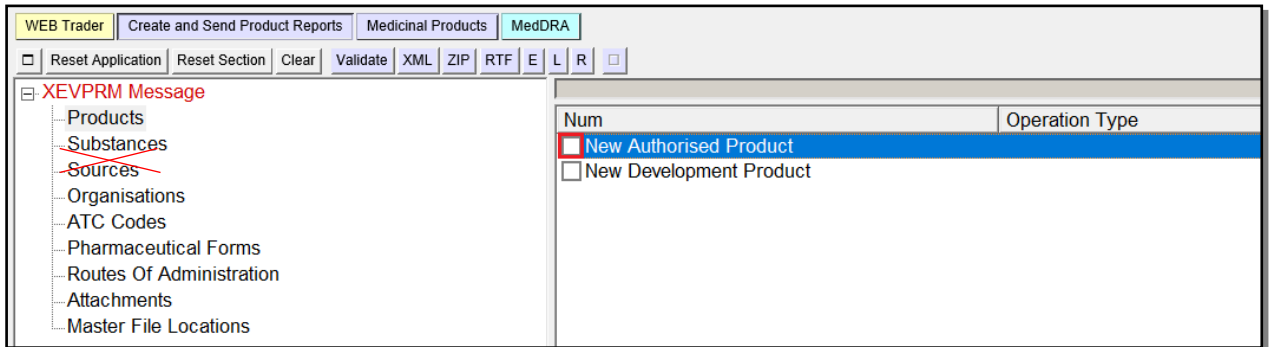 WEB Trader Create and Send Product Reports Medicinal Products MedDRA
Reset Application Reset Section Clear Validate XML ZIP RTF E L R
XEVPRM Message
Products
Substances
Sources
Organisations
ATC Codes
Pharmaceutical Forms
Routes Of Administration
Attachments
Master File Locations
Num Operation Type
New Authorised Product
New Development Product